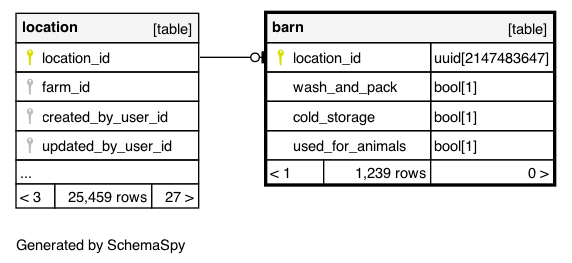 location [table]
location_id
farm_id
created_by_user_id
updated_by_user_id
...
< 3 25,459 rows 27 >
barn [table]
location_id uuid[2147483647]
wash_and_pack bool[1]
cold_storage bool[1]
used_for_animals bool[1]
< 1 1,239 rows 0 >
Generated by SchemaSpy